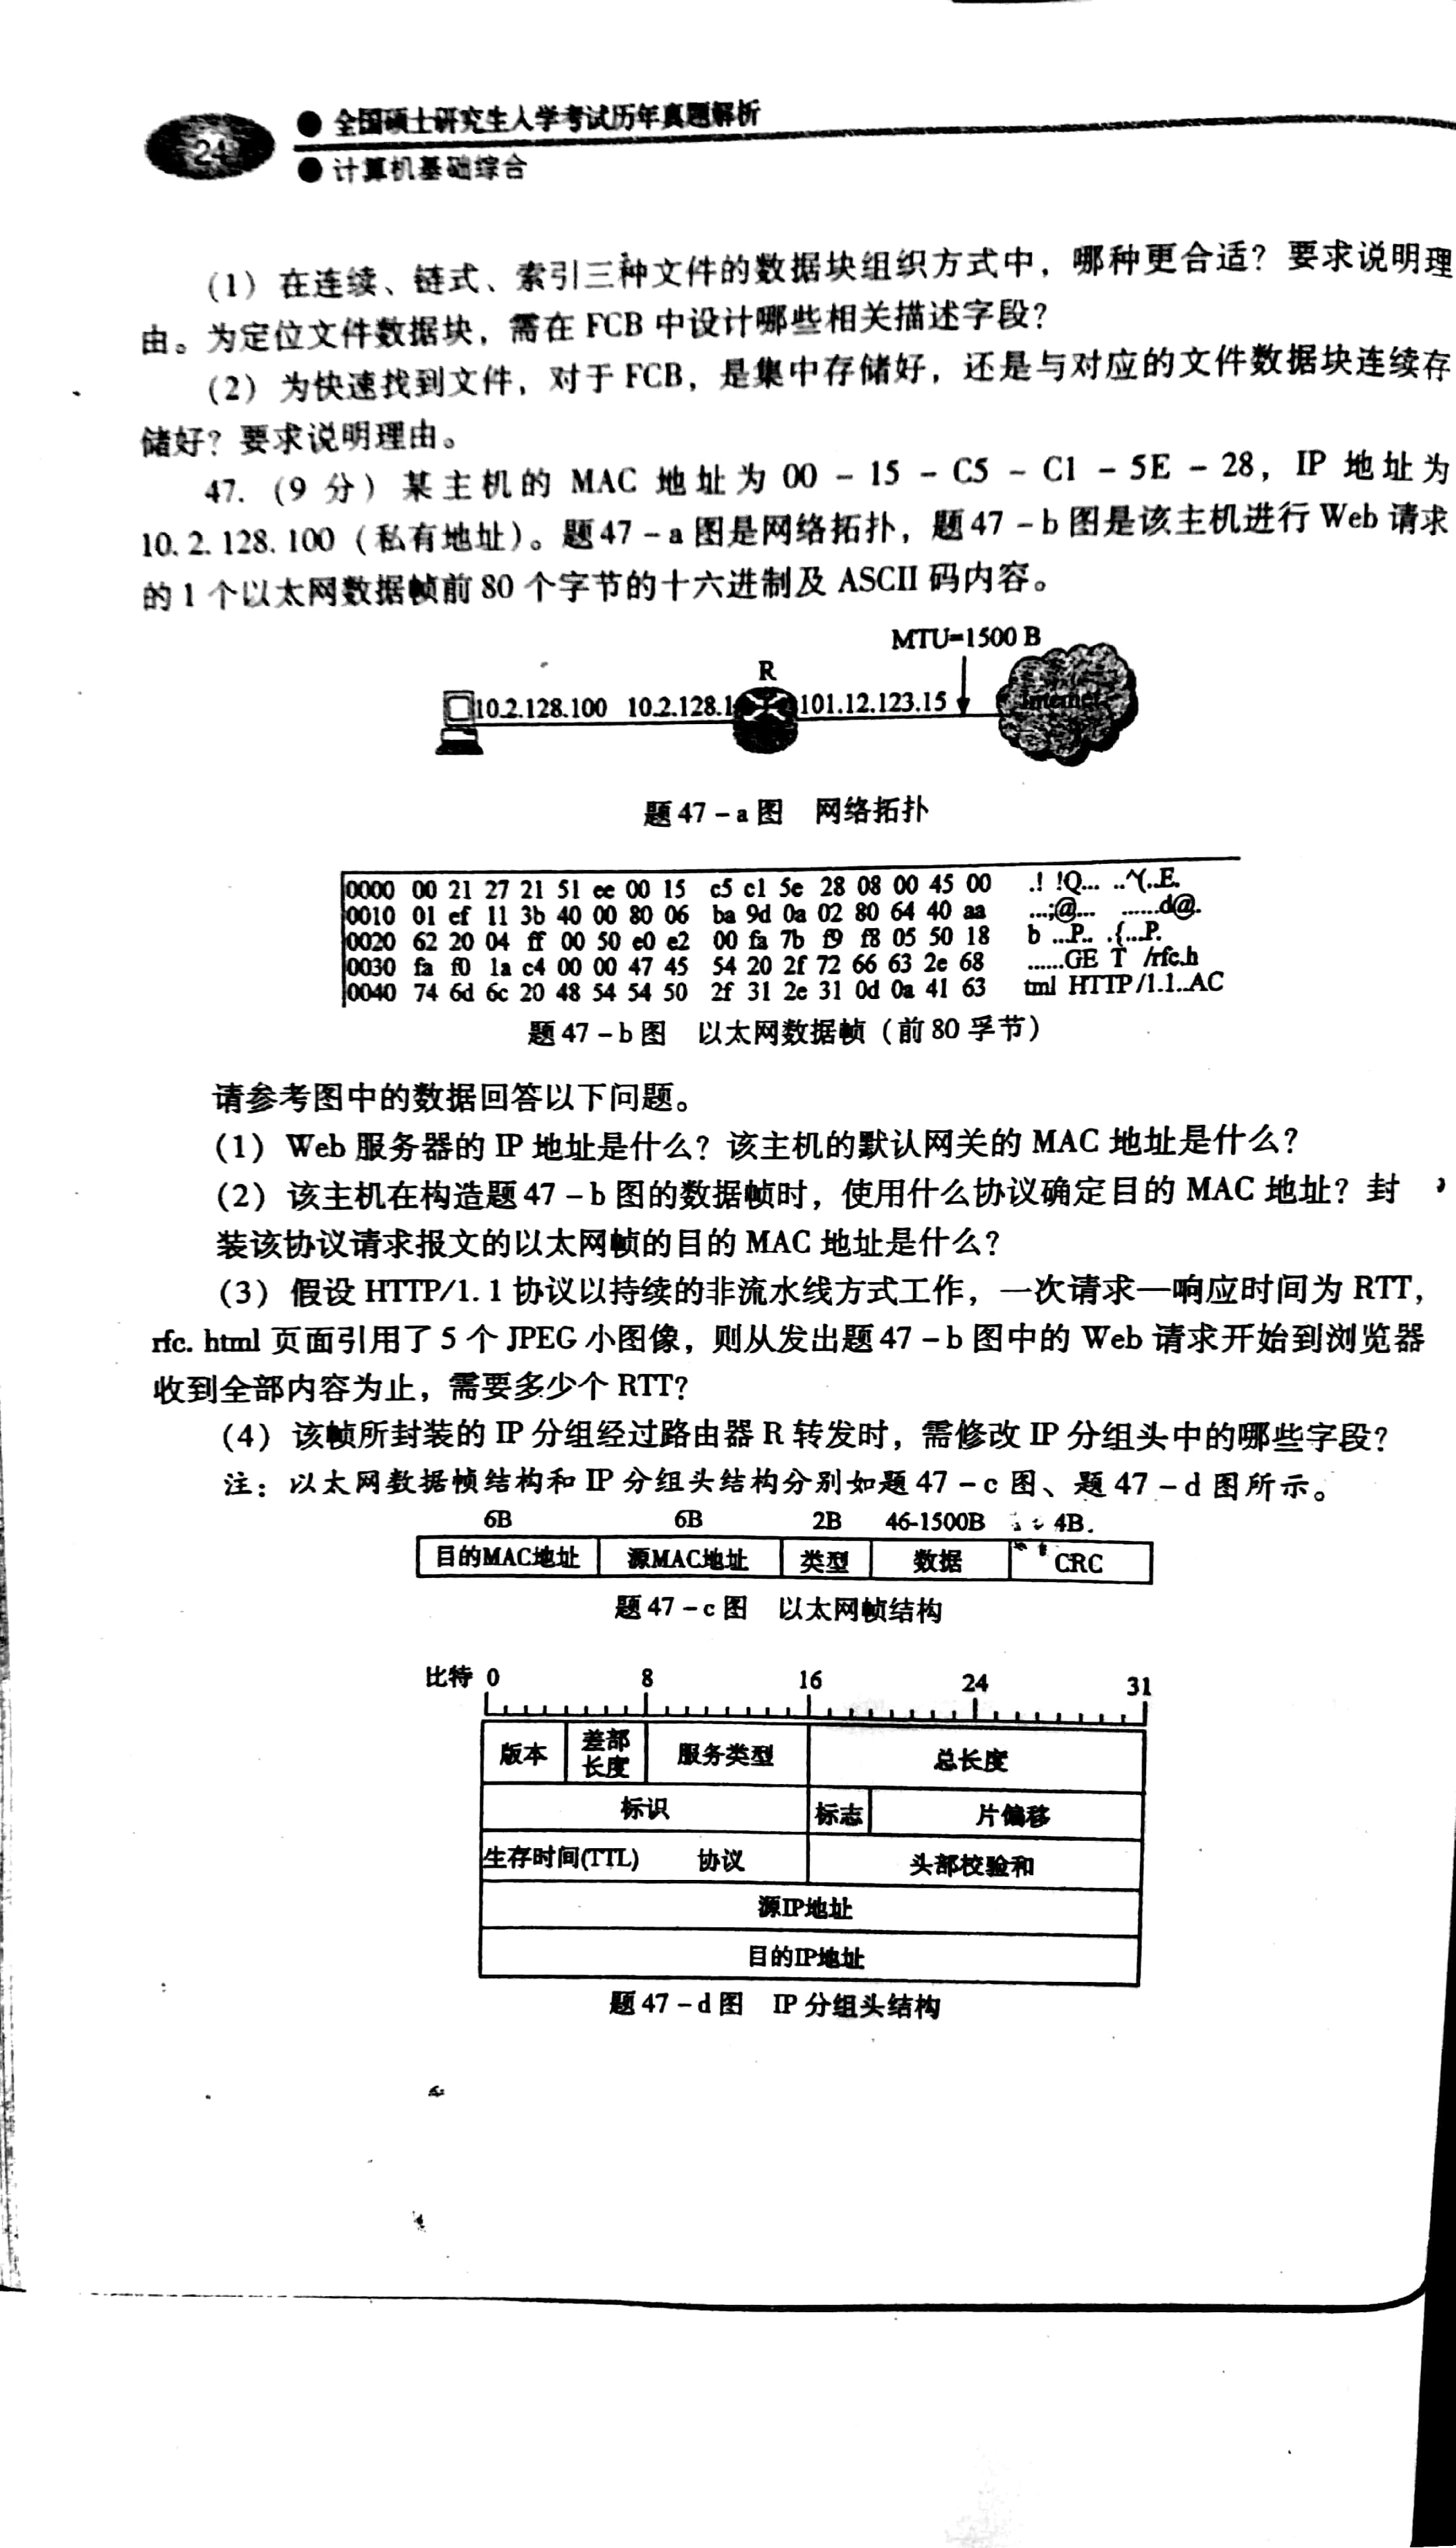 24
● 全国硕士研究生入学考试历年真题解析
● 计算机基础综合
(1) 在连续、链式、索引三种文件的数据块组织方式中，哪种更合适？要求说明理
由。为定位文件数据块，需在 FCB 中设计哪些相关描述字段？
(2) 为快速找到文件，对于 FCB，是集中存储好，还是与对应的文件数据块连续存
储好？要求说明理由。
47. (9 分) 某主机的 MAC 地址为 00 - 15 - C5 - C1 - 5E - 28，IP 地址为
10. 2. 128. 100 (私有地址)。题 47 - a 图是网络拓扑，题 47 - b 图是该主机进行 Web 请求
的 1 个以太网数据帧前 80 个字节的十六进制及 ASCII 码内容。
MTU=1500 B
R
10.2.128.100 10.2.128.1 101.12.123.15 Internet
题 47 - a 图 网络拓扑
0000 00 21 27 21 51 ee 00 15 c5 c1 5e 28 08 00 45 00 .! !Q... ..^(..E.
0010 01 ef 11 3b 40 00 80 06 ba 9d 0a 02 80 64 40 aa ...;@... ......d@.
0020 62 20 04 ff 00 50 e0 e2 00 fa 7b f9 f8 05 50 18 b ...P.. .{...P.
0030 fa f0 1a c4 00 00 47 45 54 20 2f 72 66 63 2e 68 ......GE T /rfc.h
0040 74 6d 6c 20 48 54 54 50 2f 31 2e 31 0d 0a 41 63 tml HTTP/1.1..AC
题 47 - b 图 以太网数据帧 (前 80 孚节)
请参考图中的数据回答以下问题。
(1) Web 服务器的 IP 地址是什么？该主机的默认网关的 MAC 地址是什么？
(2) 该主机在构造题 47 - b 图的数据帧时，使用什么协议确定目的 MAC 地址？封
装该协议请求报文的以太网帧的目的 MAC 地址是什么？
(3) 假设 HTTP/1. 1 协议以持续的非流水线方式工作，一次请求—响应时间为 RTT，
rfc. html 页面引用了 5 个 JPEG 小图像，则从发出题 47 - b 图中的 Web 请求开始到浏览器
收到全部内容为止，需要多少个 RTT？
(4) 该帧所封装的 IP 分组经过路由器 R 转发时，需修改 IP 分组头中的哪些字段？
注：以太网数据帧结构和 IP 分组头结构分别如题 47 - c 图、题 47 - d 图所示。
6B 6B 2B 46-1500B 4B
目的MAC地址 源MAC地址 类型 数据 CRC
题 47 - c 图 以太网帧结构
比特 0 8 16 24 31
版本 差部长度 服务类型 总长度
标识 标志 片偏移
生存时间(TTL) 协议 头部校验和
源IP地址
目的IP地址
题 47 - d 图 IP 分组头结构